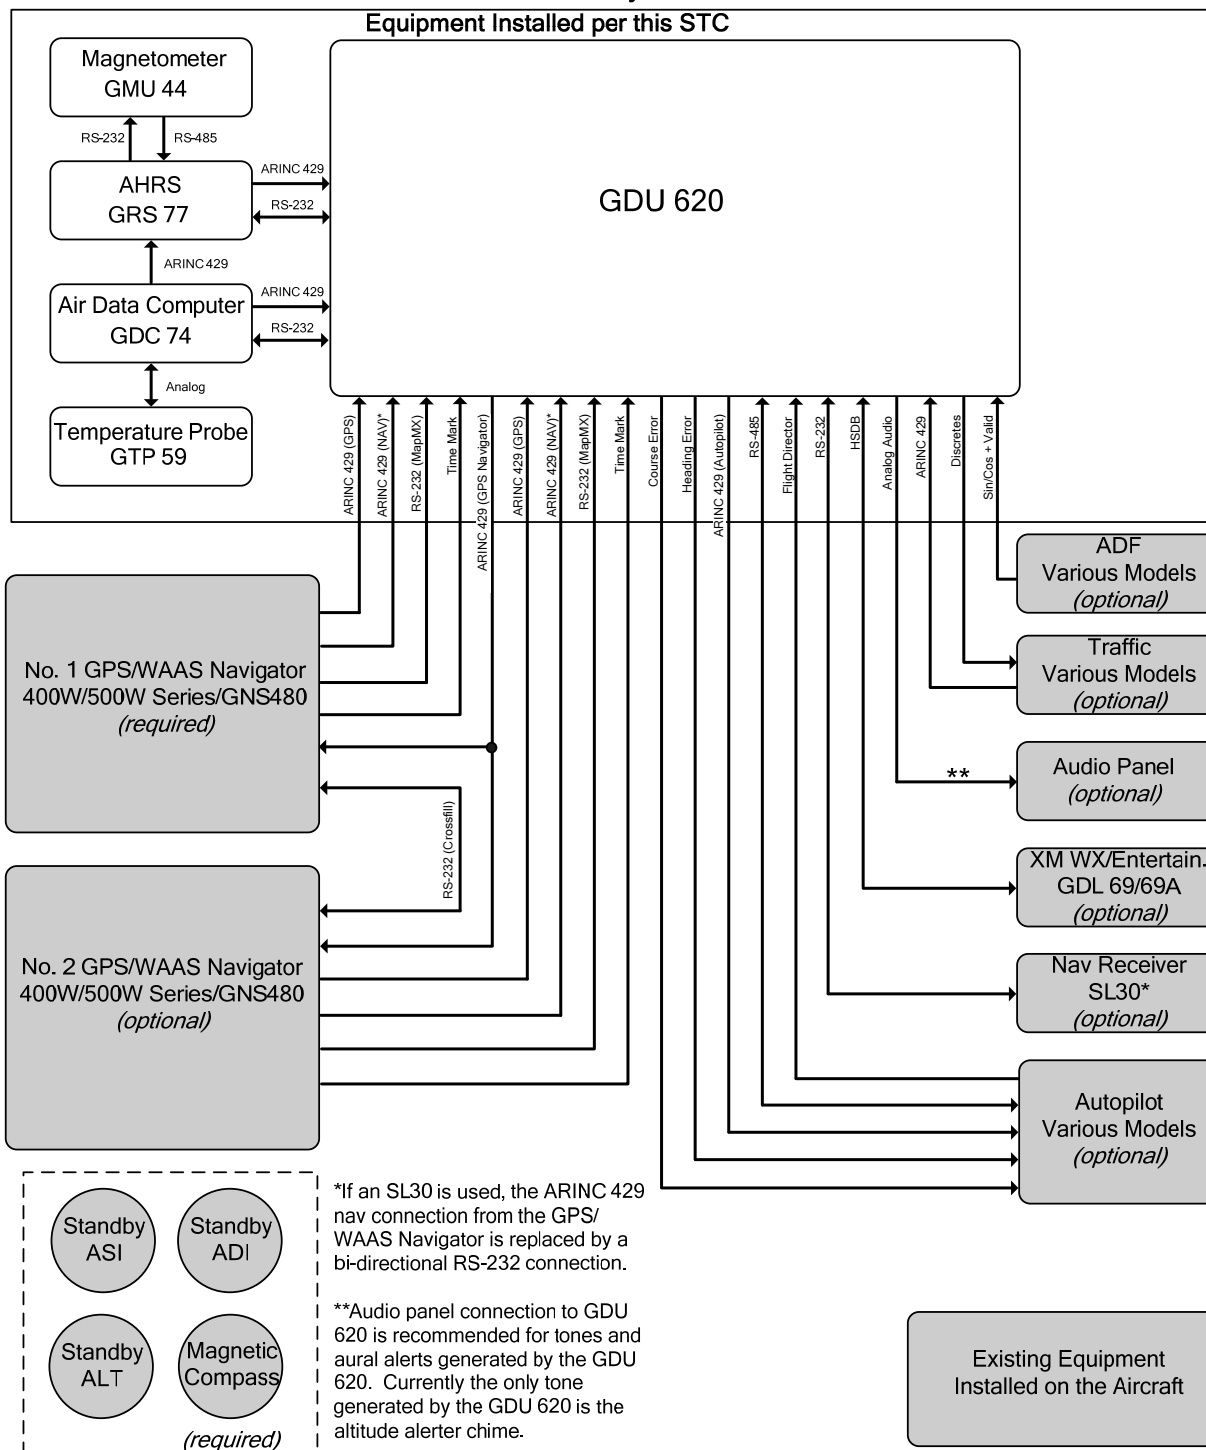 Equipment Installed per this STC
Magnetometer
GMU 44
RS-232
RS-485
AHRS
GRS 77
ARINC 429
RS-232
ARINC 429
Air Data Computer
GDC 74
ARINC 429
RS-232
Analog
Temperature Probe
GTP 59
GDU 620
ARINC 429 (GPS)
ARINC 429 (NAV)*
RS-232 (MapMX)
Time Mark
ARINC 429 (GPS Navigator)
ARINC 429 (GPS)
ARINC 429 (NAV)*
RS-232 (MapMX)
Time Mark
Course Error
Heading Error
ARINC 429 (Autopilot)
RS-485
Flight Director
RS-232
HSDB
Analog Audio
ARINC 429
Discretes
Sin/Cos + Valid
No. 1 GPS/WAAS Navigator
400W/500W Series/GNS480
(required)
RS-232 (Crossfill)
No. 2 GPS/WAAS Navigator
400W/500W Series/GNS480
(optional)
ADF
Various Models
(optional)
Traffic
Various Models
(optional)
**
Audio Panel
(optional)
XM WX/Entertain.
GDL 69/69A
(optional)
Nav Receiver
SL30*
(optional)
Autopilot
Various Models
(optional)
Standby
ASI
Standby
ADI
Standby
ALT
Magnetic
Compass
(required)
*If an SL30 is used, the ARINC 429
nav connection from the GPS/
WAAS Navigator is replaced by a
bi-directional RS-232 connection.
**Audio panel connection to GDU
620 is recommended for tones and
aural alerts generated by the GDU
620. Currently the only tone
generated by the GDU 620 is the
altitude alerter chime.
Existing Equipment
Installed on the Aircraft